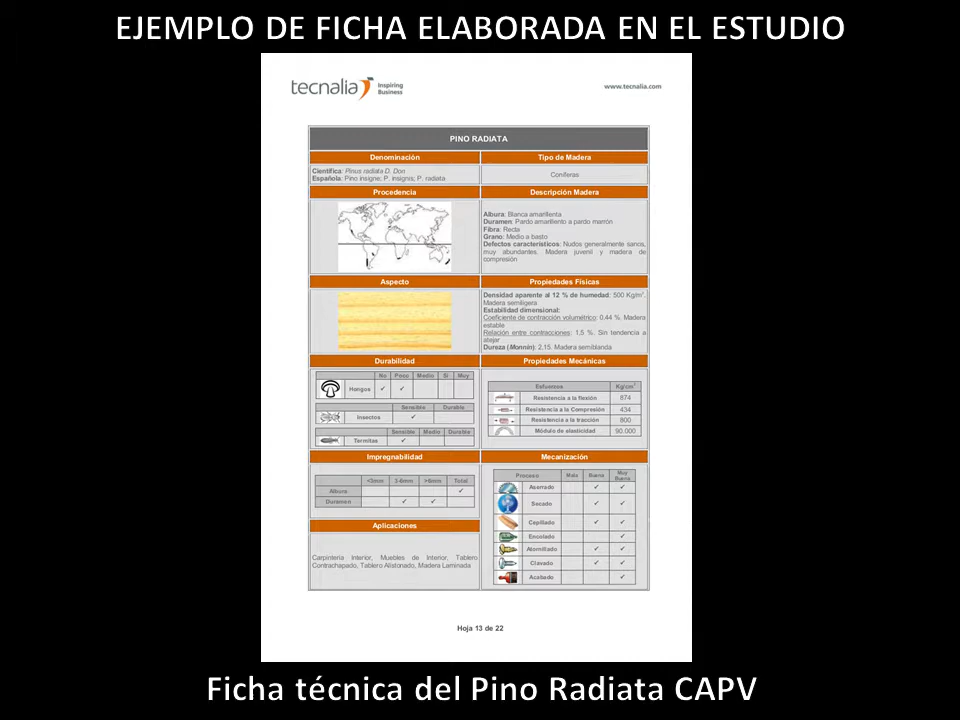 EJEMPLO DE FICHA ELABORADA EN EL ESTUDIO
tecnalia Inspiring Business
www.tecnalia.com
PINO RADIATA
Denominación
Científica: Pinus radiata D. Don
Española: Pino insigne; P. insignis; P. radiata
Tipo de Madera
Coníferas
Procedencia
Descripción Madera
Albura: Blanca amarillenta
Duramen: Pardo amarillento a pardo marrón
Fibra: Recta
Grano: Medio a basto
Defectos característicos: Nudos generalmente sanos,
muy abundantes. Madera juvenil y madera de
compresión
Aspecto
Propiedades Físicas
Densidad aparente al 12 % de humedad: 500 Kg/m³.
Madera semiligera
Estabilidad dimensional:
Coeficiente de contracción volumétrico: 0.44 %. Madera
estable
Relación entre contracciones: 1,5 %. Sin tendencia a
atejar
Dureza (Monnin): 2.15. Madera semiblanda
Durabilidad
No Poco Medio Si Muy
Hongos ✓ ✓
Sensible Durable
Insectos ✓
Sensible Medio Durable
Termitas ✓
Propiedades Mecánicas
Esfuerzos Kg/cm²
Resistencia a la flexión 874
Resistencia a la Compresión 434
Resistencia a la tracción 800
Módulo de elasticidad 90.000
Impregnabilidad
<3mm 3-6mm >6mm Total
Albura ✓
Duramen ✓ ✓
Aplicaciones
Carpintería Interior, Muebles de Interior, Tablero
Contrachapado, Tablero Alistonado, Madera Laminada
Mecanización
Proceso Mala Buena Muy Buena
Aserrado ✓ ✓
Secado ✓ ✓
Cepillado ✓ ✓
Encolado ✓
Atornillado ✓ ✓
Clavado ✓ ✓
Acabado ✓
Hoja 13 de 22
Ficha técnica del Pino Radiata CAPV